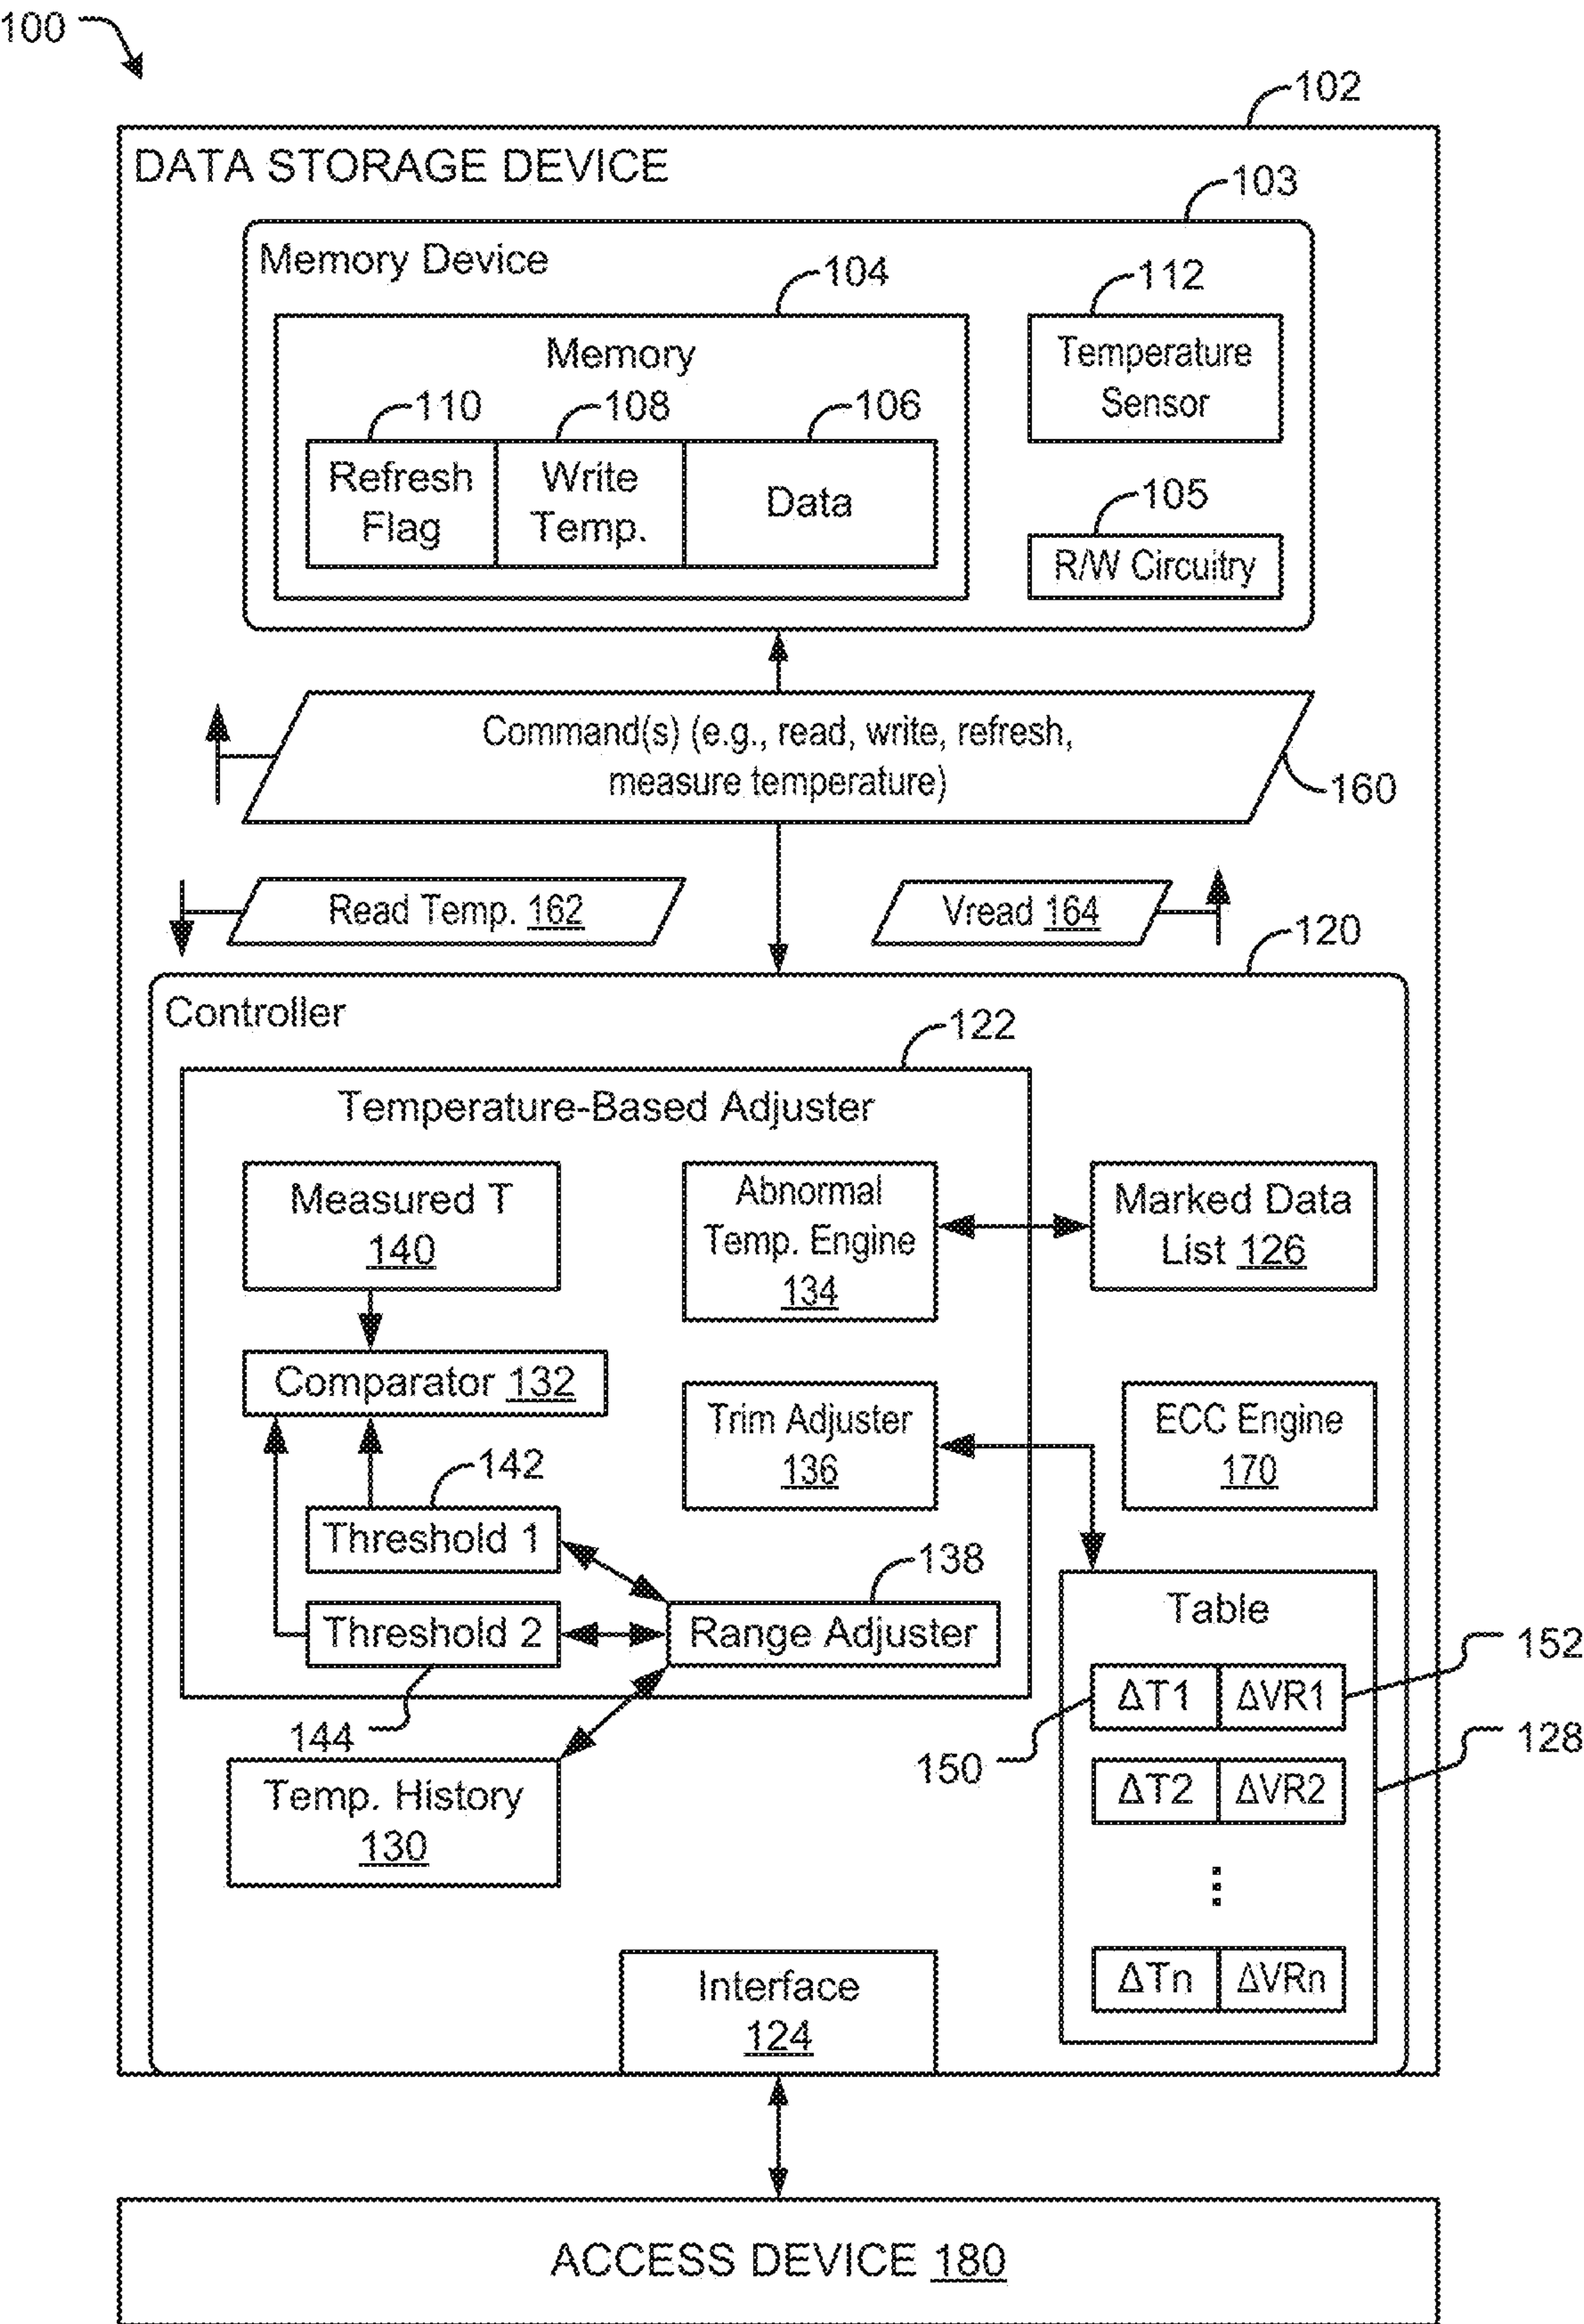 100
102
DATA STORAGE DEVICE
103
Memory Device
104
112
Memory
Temperature
Sensor
110
108
106
Refresh
Flag
Write
Temp.
Data
105
R/W Circuitry
Command(s) (e.g., read, write, refresh,
measure temperature)
160
Read Temp. 162
Vread 164
120
Controller
122
Temperature-Based Adjuster
Measured T
140
Abnormal
Temp. Engine
134
Marked Data
List 126
Comparator 132
Trim Adjuster
136
ECC Engine
170
142
Threshold 1
138
Threshold 2
Range Adjuster
144
Table
152
ΔT1
ΔVR1
150
128
ΔT2
ΔVR2
Temp. History
130
ΔTn
ΔVRn
Interface
124
ACCESS DEVICE 180